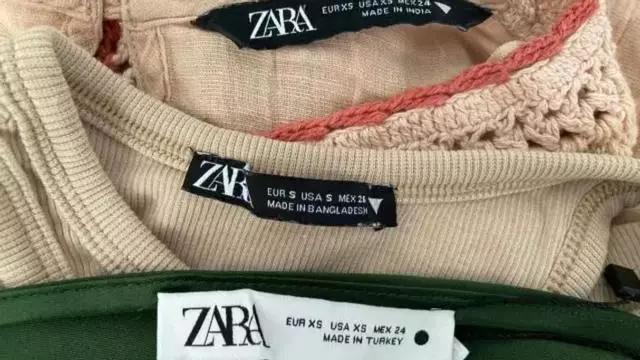 ZARA
EUR XS USA XS MEX 24
MADE IN INDIA
ZARA
EUR S USA S MEX 26
MADE IN BANGLADESH
ZARA
EUR XS USA XS MEX 24
MADE IN TURKEY